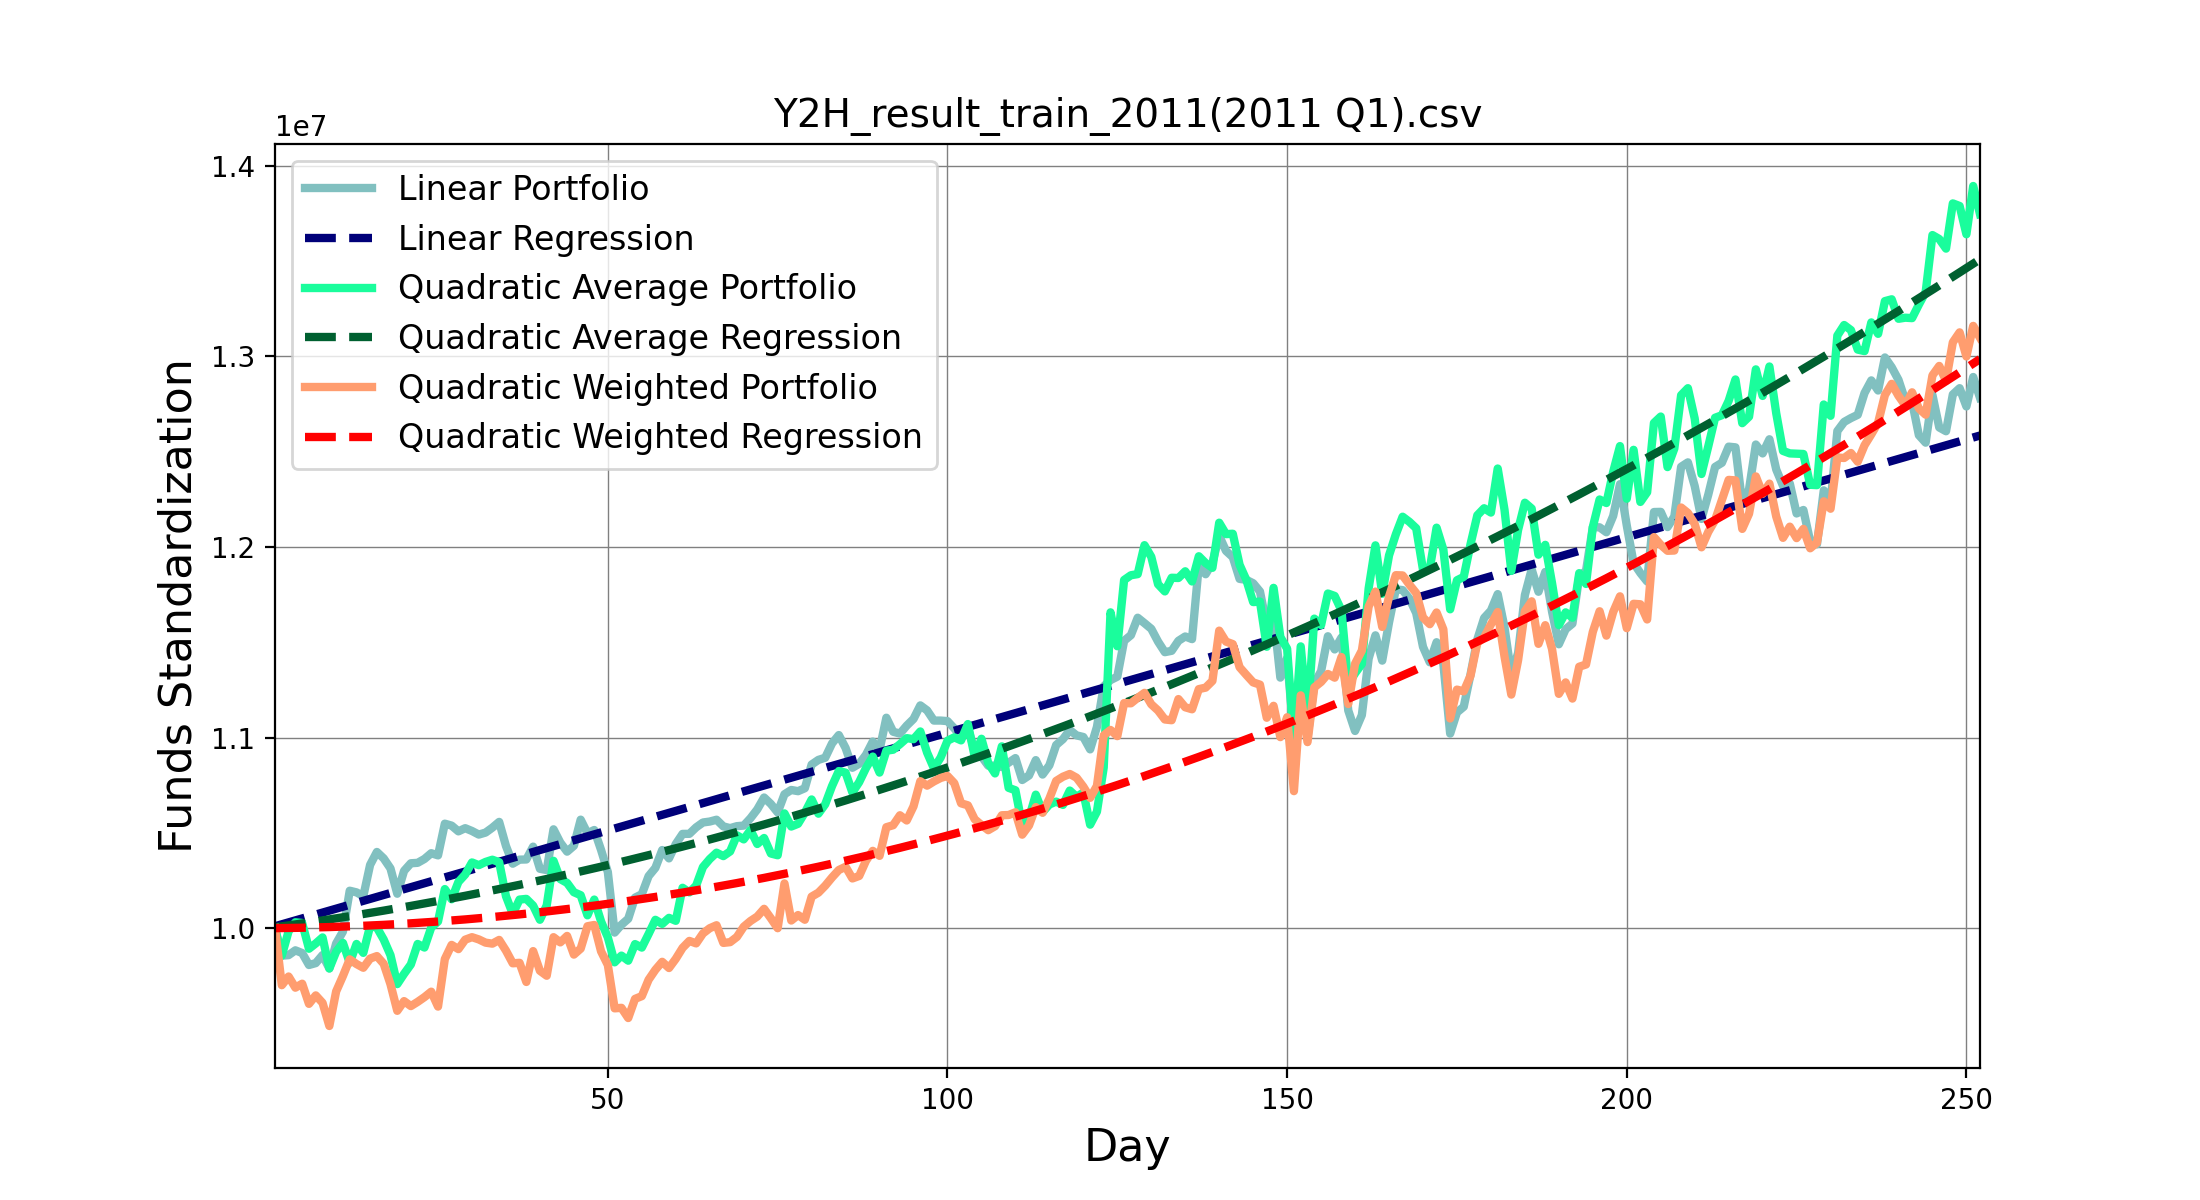 Y2H_result_train_2011(2011 Q1).csv
1e7
1.4
1.3
1.2
1.1
1.0
Funds Standardization
Linear Portfolio
Linear Regression
Quadratic Average Portfolio
Quadratic Average Regression
Quadratic Weighted Portfolio
Quadratic Weighted Regression
50 100 150 200 250
Day